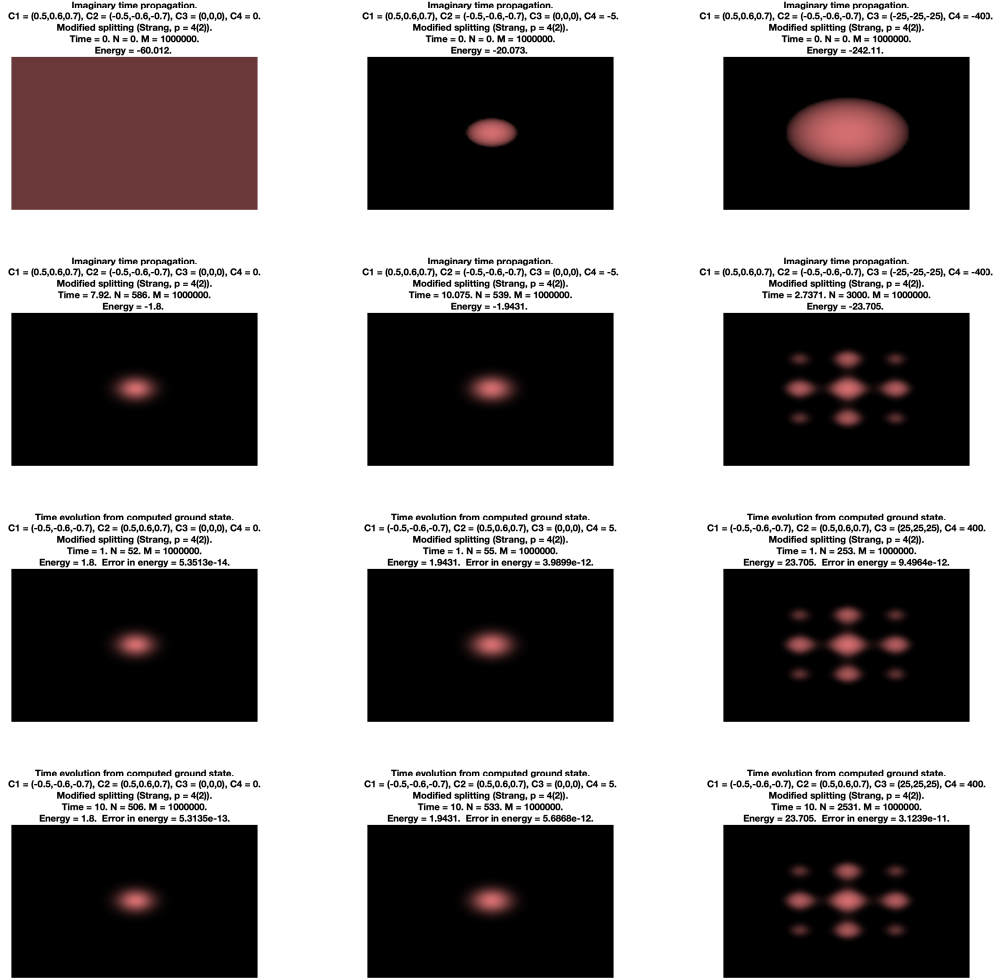 Imaginary time propagation.
C1 = (0.5,0.6,0.7), C2 = (-0.5,-0.6,-0.7), C3 = (0,0,0), C4 = 0.
Modified splitting (Strang, p = 4(2)).
Time = 0. N = 0. M = 1000000.
Energy = -60.012.
Imaginary time propagation.
C1 = (0.5,0.6,0.7), C2 = (-0.5,-0.6,-0.7), C3 = (0,0,0), C4 = -5.
Modified splitting (Strang, p = 4(2)).
Time = 0. N = 0. M = 1000000.
Energy = -20.073.
Imaginary time propagation.
C1 = (0.5,0.6,0.7), C2 = (-0.5,-0.6,-0.7), C3 = (-25,-25,-25), C4 = -400.
Modified splitting (Strang, p = 4(2)).
Time = 0. N = 0. M = 1000000.
Energy = -242.11.
Imaginary time propagation.
C1 = (0.5,0.6,0.7), C2 = (-0.5,-0.6,-0.7), C3 = (0,0,0), C4 = 0.
Modified splitting (Strang, p = 4(2)).
Time = 7.92. N = 586. M = 1000000.
Energy = -1.8.
Imaginary time propagation.
C1 = (0.5,0.6,0.7), C2 = (-0.5,-0.6,-0.7), C3 = (0,0,0), C4 = -5.
Modified splitting (Strang, p = 4(2)).
Time = 10.075. N = 539. M = 1000000.
Energy = -1.9431.
Imaginary time propagation.
C1 = (0.5,0.6,0.7), C2 = (-0.5,-0.6,-0.7), C3 = (-25,-25,-25), C4 = -400.
Modified splitting (Strang, p = 4(2)).
Time = 2.7371. N = 3000. M = 1000000.
Energy = -23.705.
Time evolution from computed ground state.
C1 = (-0.5,-0.6,-0.7), C2 = (0.5,0.6,0.7), C3 = (0,0,0), C4 = 0.
Modified splitting (Strang, p = 4(2)).
Time = 1. N = 52. M = 1000000.
Energy = 1.8. Error in energy = 5.3513e-14.
Time evolution from computed ground state.
C1 = (-0.5,-0.6,-0.7), C2 = (0.5,0.6,0.7), C3 = (0,0,0), C4 = 5.
Modified splitting (Strang, p = 4(2)).
Time = 1. N = 55. M = 1000000.
Energy = 1.9431. Error in energy = 3.9899e-12.
Time evolution from computed ground state.
C1 = (-0.5,-0.6,-0.7), C2 = (0.5,0.6,0.7), C3 = (25,25,25), C4 = 400.
Modified splitting (Strang, p = 4(2)).
Time = 1. N = 253. M = 1000000.
Energy = 23.705. Error in energy = 9.4964e-12.
Time evolution from computed ground state.
C1 = (-0.5,-0.6,-0.7), C2 = (0.5,0.6,0.7), C3 = (0,0,0), C4 = 0.
Modified splitting (Strang, p = 4(2)).
Time = 10. N = 506. M = 1000000.
Energy = 1.8. Error in energy = 5.3135e-13.
Time evolution from computed ground state.
C1 = (-0.5,-0.6,-0.7), C2 = (0.5,0.6,0.7), C3 = (0,0,0), C4 = 5.
Modified splitting (Strang, p = 4(2)).
Time = 10. N = 533. M = 1000000.
Energy = 1.9431. Error in energy = 5.6868e-12.
Time evolution from computed ground state.
C1 = (-0.5,-0.6,-0.7), C2 = (0.5,0.6,0.7), C3 = (25,25,25), C4 = 400.
Modified splitting (Strang, p = 4(2)).
Time = 10. N = 2531. M = 1000000.
Energy = 23.705. Error in energy = 3.1239e-11.